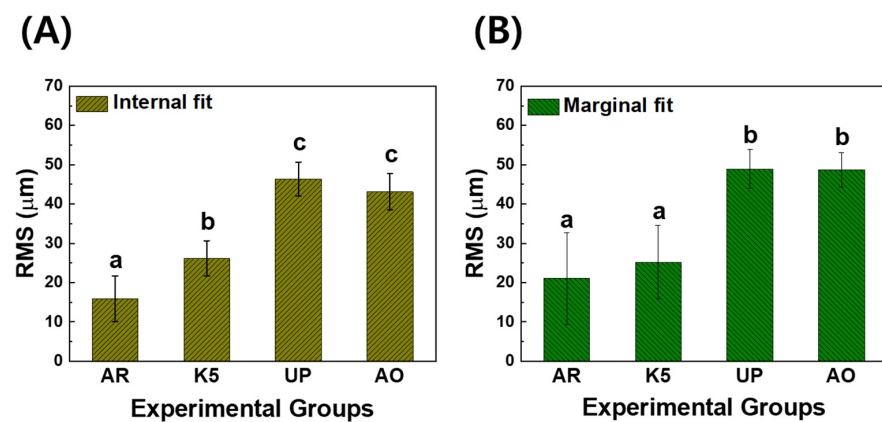 (A)
Internal fit
RMS (μm)
70
60
50
40
30
20
10
0
a
b
c
c
AR K5 UP AO
Experimental Groups
(B)
Marginal fit
RMS (μm)
70
60
50
40
30
20
10
0
a
a
b
b
AR K5 UP AO
Experimental Groups